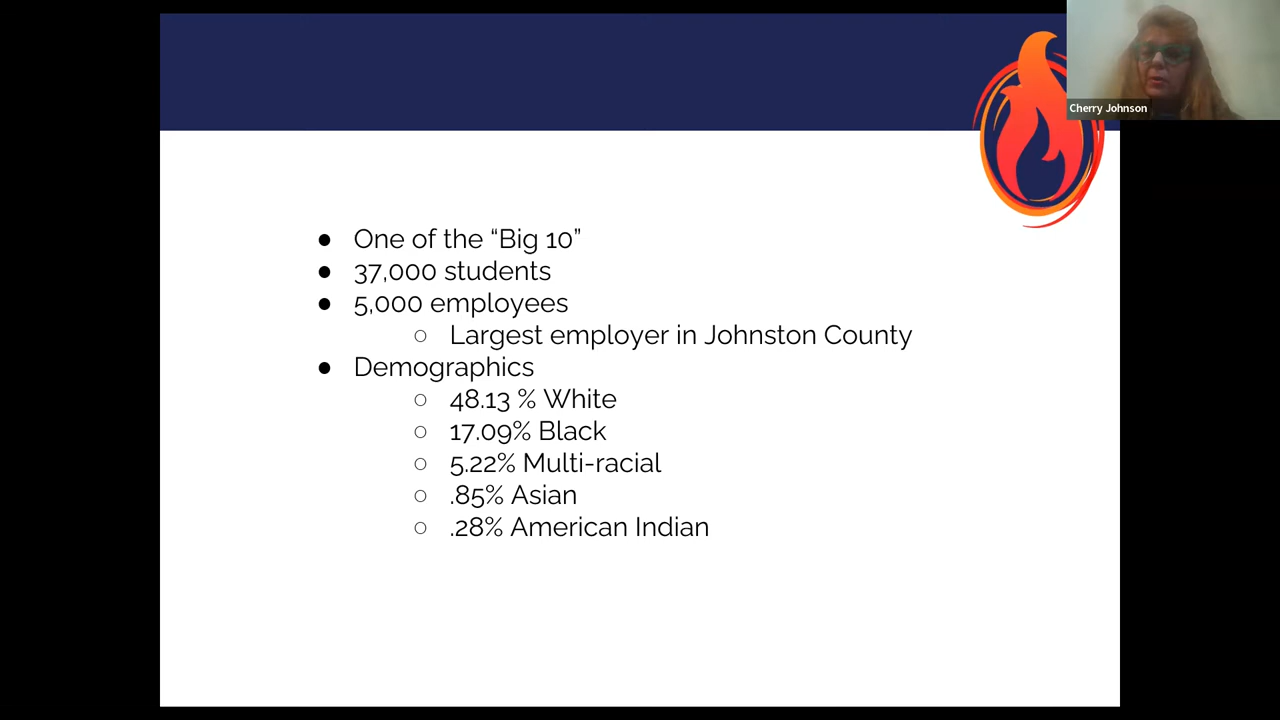 Cherry Johnson
● One of the “Big 10”
● 37,000 students
● 5,000 employees
○ Largest employer in Johnston County
● Demographics
○ 48.13 % White
○ 17.09% Black
○ 5.22% Multi-racial
○ .85% Asian
○ .28% American Indian